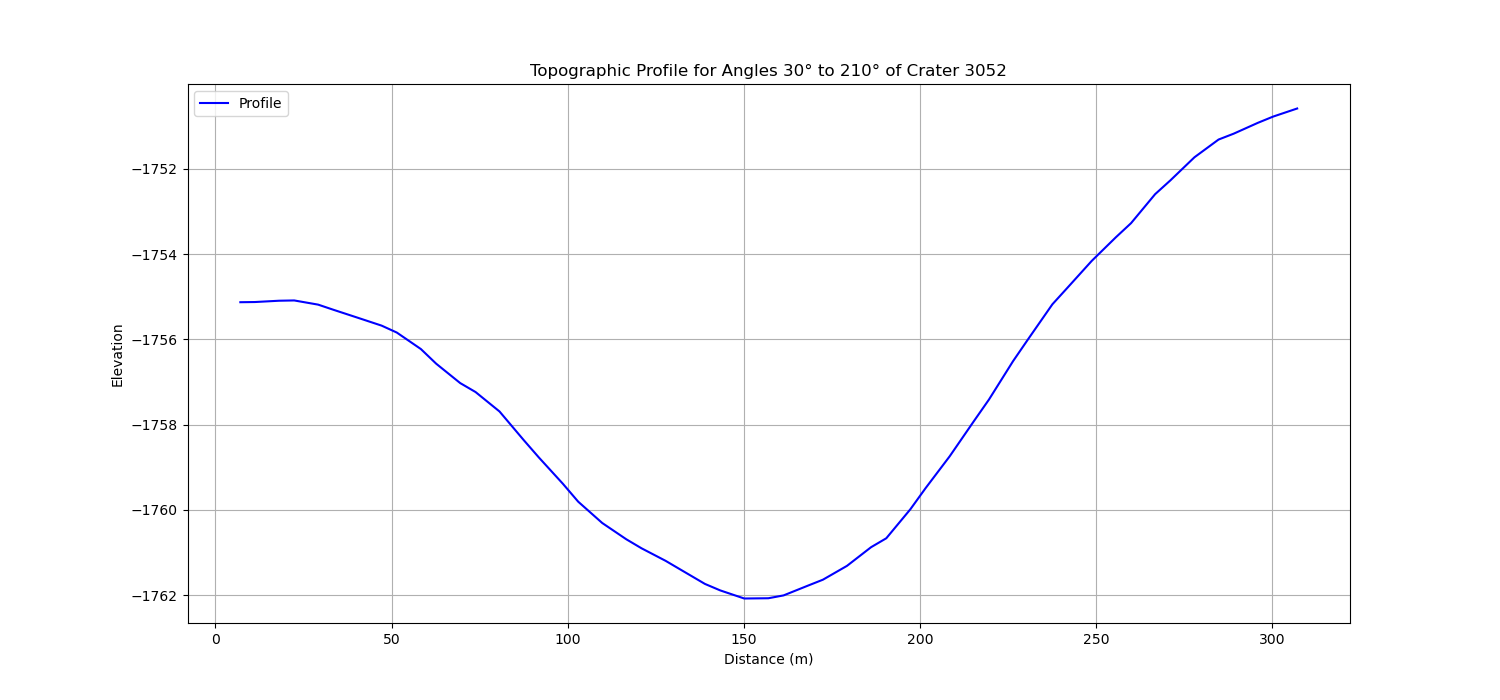 Topographic Profile for Angles 30° to 210° of Crater 3052
Profile
−1752
−1754
−1756
−1758
−1760
−1762
Elevation
0 50 100 150 200 250 300
Distance (m)